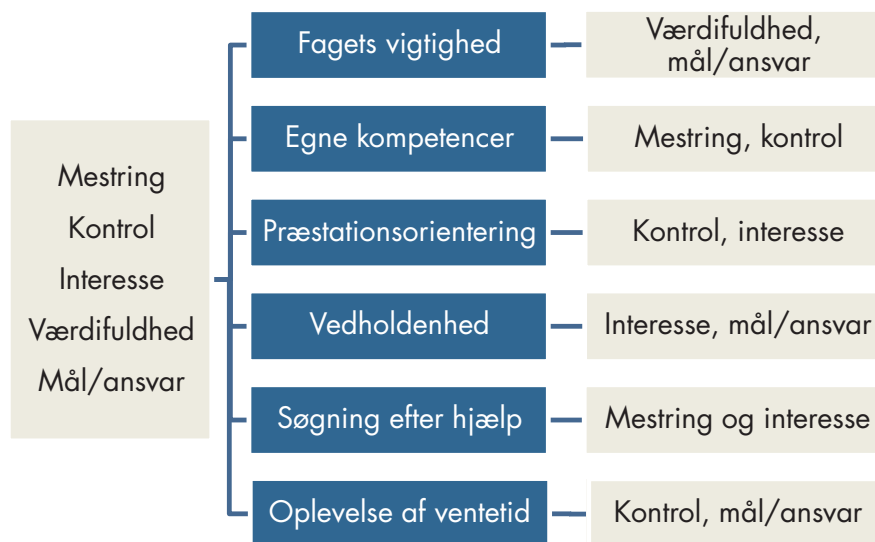 Mestring
Kontrol
Interesse
Værdifuldhed
Mål/ansvar
Fagets vigtighed
Værdifuldhed,
mål/ansvar
Egne kompetencer
Mestring, kontrol
Præstationsorientering
Kontrol, interesse
Vedholdenhed
Interesse, mål/ansvar
Søgning efter hjælp
Mestring og interesse
Oplevelse af ventetid
Kontrol, mål/ansvar